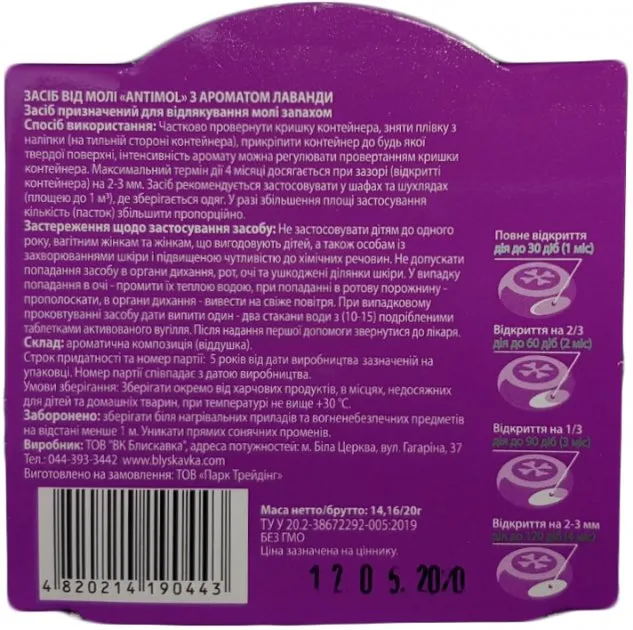 ЗАСІБ ВІД МОЛІ «ANTIMOL» З АРОМАТОМ ЛАВАНДИ
Засіб призначений для відлякування молі запахом
Спосіб використання: Частково провернути кришку контейнера, зняти плівку з
наліпки (на тильній стороні контейнера), прикріпити контейнер до будь якої
твердої поверхні, інтенсивність аромату можна регулювати провертанням кришки
контейнера. Максимальний термін дії 4 місяці досягається при зазорі (відкритті
контейнера) на 2-3 мм. Засіб рекомендується застосовувати у шафах та шухлядах
(площею до 1 м³), де зберігається одяг. У разі збільшення площі застосування
кількість (пасток) збільшити пропорційно.
Застереження щодо застосування засобу: Не застосовувати дітям до одного
року, вагітним жінкам та жінкам, що вигодовують дітей, а також особам із
захворюваннями шкіри і підвищеною чутливістю до хімічних речовин. Не допускати
попадання засобу в органи дихання, рот, очі та ушкоджені ділянки шкіри. У випадку
попадання в очі - промити їх теплою водою, при попаданні в ротову порожнину -
прополоскати, в органи дихання - вивести на свіже повітря. При випадковому
проковтуванні засобу дати випити один - два стакани води з (10-15) подрібленими
таблетками активованого вугілля. Після надання першої допомоги звернутися до лікаря.
Склад: ароматична композиція (віддушка).
Строк придатності та номер партії: 5 років від дати виробництва зазначеній на
упаковці. Номер партії співпадає з датою виробництва.
Умови зберігання: Зберігати окремо від харчових продуктів, в місцях, недосяжних
для дітей та домашніх тварин, при температурі не вище +30 °С.
Заборонено: зберігати біля нагрівальних приладів та вогненебезпечних предметів
на відстані менше 1 м. Уникати прямих сонячних променів.
Виробник: ТОВ "ВК Блискавка", адреса потужностей: м. Біла Церква, вул. Гагаріна, 37
Тел.: 044-393-3442 www.blyskavka.com
Виготовлено на замовлення: ТОВ «Парк Трейдінг»
Повне відкриття
дія до 30 діб (1 міс)
Відкриття на 2/3
дія до 60 діб (2 міс)
Відкриття на 1/3
дія до 90 діб (3 міс)
Відкриття на 2-3 мм
дія до 120 діб (4 міс)
Маса нетто/брутто: 14,16/20г
ТУ У 20.2-38672292-005:2019
БЕЗ ГМО
Ціна зазначена на ціннику.
4 820214 190443
12 05. 2020